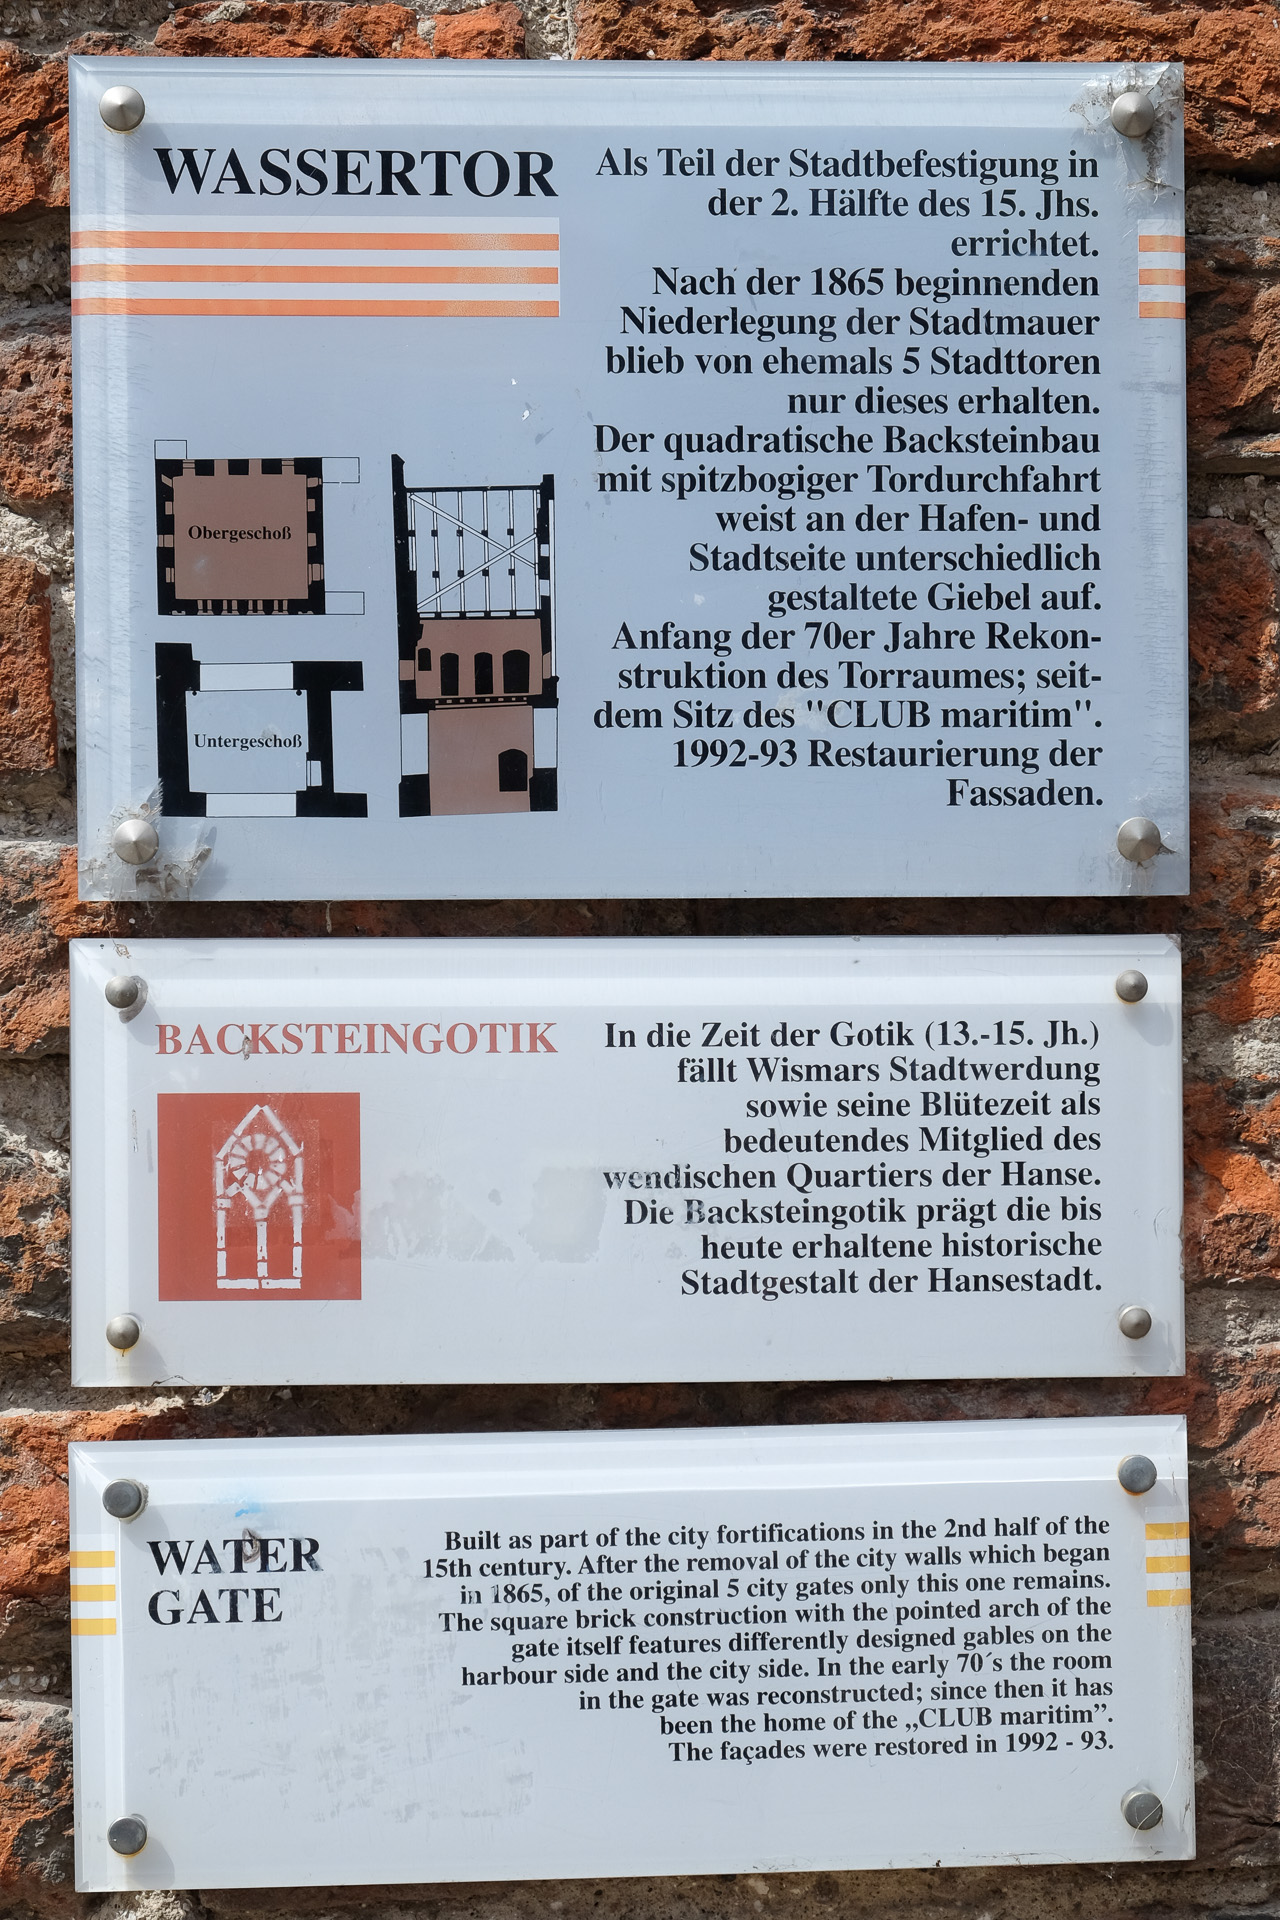 WASSERTOR
Als Teil der Stadtbefestigung in
der 2. Hälfte des 15. Jhs.
errichtet.
Nach der 1865 beginnenden
Niederlegung der Stadtmauer
blieb von ehemals 5 Stadttoren
nur dieses erhalten.
Der quadratische Backsteinbau
mit spitzbogiger Tordurchfahrt
weist an der Hafen- und
Stadtseite unterschiedlich
gestaltete Giebel auf.
Anfang der 70er Jahre Rekon-
struktion des Torraumes; seit-
dem Sitz des "CLUB maritim".
1992-93 Restaurierung der
Fassaden.
Obergeschoß
Untergeschoß
BACKSTEINGOTIK
In die Zeit der Gotik (13.-15. Jh.)
fällt Wismars Stadtwerdung
sowie seine Blütezeit als
bedeutendes Mitglied des
wendischen Quartiers der Hanse.
Die Backsteingotik prägt die bis
heute erhaltene historische
Stadtgestalt der Hansestadt.
WATER
GATE
Built as part of the city fortifications in the 2nd half of the
15th century. After the removal of the city walls which began
in 1865, of the original 5 city gates only this one remains.
The square brick construction with the pointed arch of the
gate itself features differently designed gables on the
harbour side and the city side. In the early 70´s the room
in the gate was reconstructed; since then it has
been the home of the „CLUB maritim”.
The façades were restored in 1992 - 93.